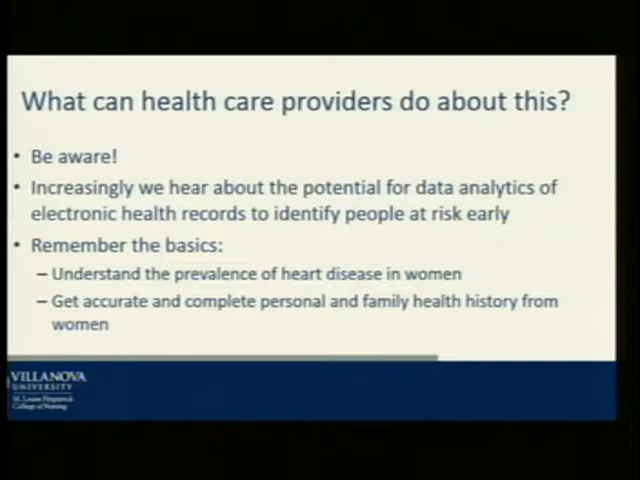 What can health care providers do about this?
• Be aware!
• Increasingly we hear about the potential for data analytics of
electronic health records to identify people at risk early
• Remember the basics:
– Understand the prevalence of heart disease in women
– Get accurate and complete personal and family health history from
women
VILLANOVA
UNIVERSITY
M. Louise Fitzpatrick
College of Nursing